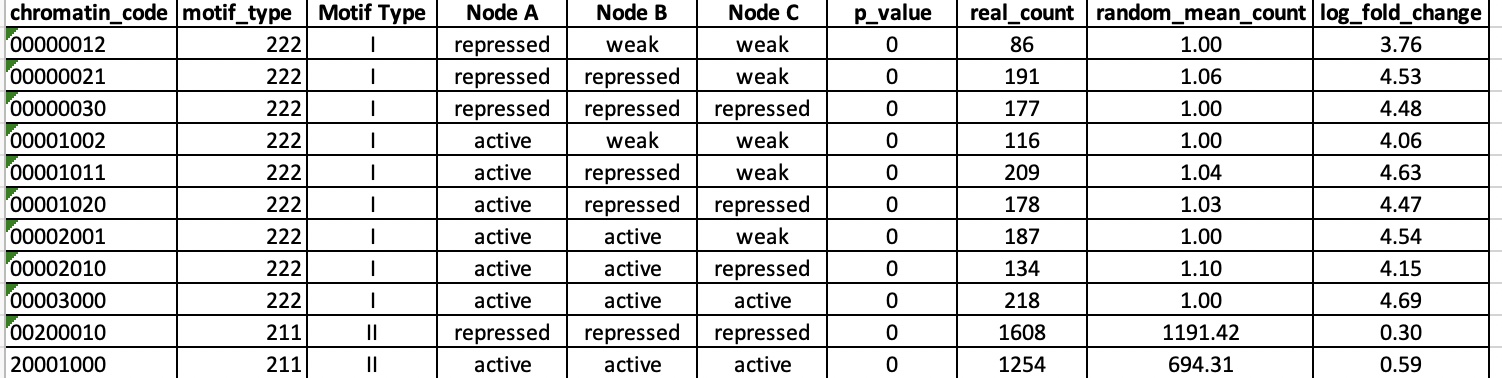 chromatin_code motif_type Motif Type Node A Node B Node C p_value real_count random_mean_count log_fold_change
00000012 222 I repressed weak weak 0 86 1.00 3.76
00000021 222 I repressed repressed weak 0 191 1.06 4.53
00000030 222 I repressed repressed repressed 0 177 1.00 4.48
00001002 222 I active weak weak 0 116 1.00 4.06
00001011 222 I active repressed weak 0 209 1.04 4.63
00001020 222 I active repressed repressed 0 178 1.03 4.47
00002001 222 I active active weak 0 187 1.00 4.54
00002010 222 I active active repressed 0 134 1.10 4.15
00003000 222 I active active active 0 218 1.00 4.69
00200010 211 II repressed repressed repressed 0 1608 1191.42 0.30
20001000 211 II active active active 0 1254 694.31 0.59